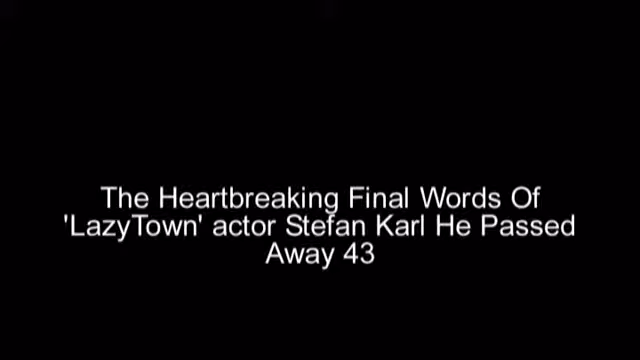 The Heartbreaking Final Words Of
'LazyTown' actor Stefan Karl He Passed
Away 43